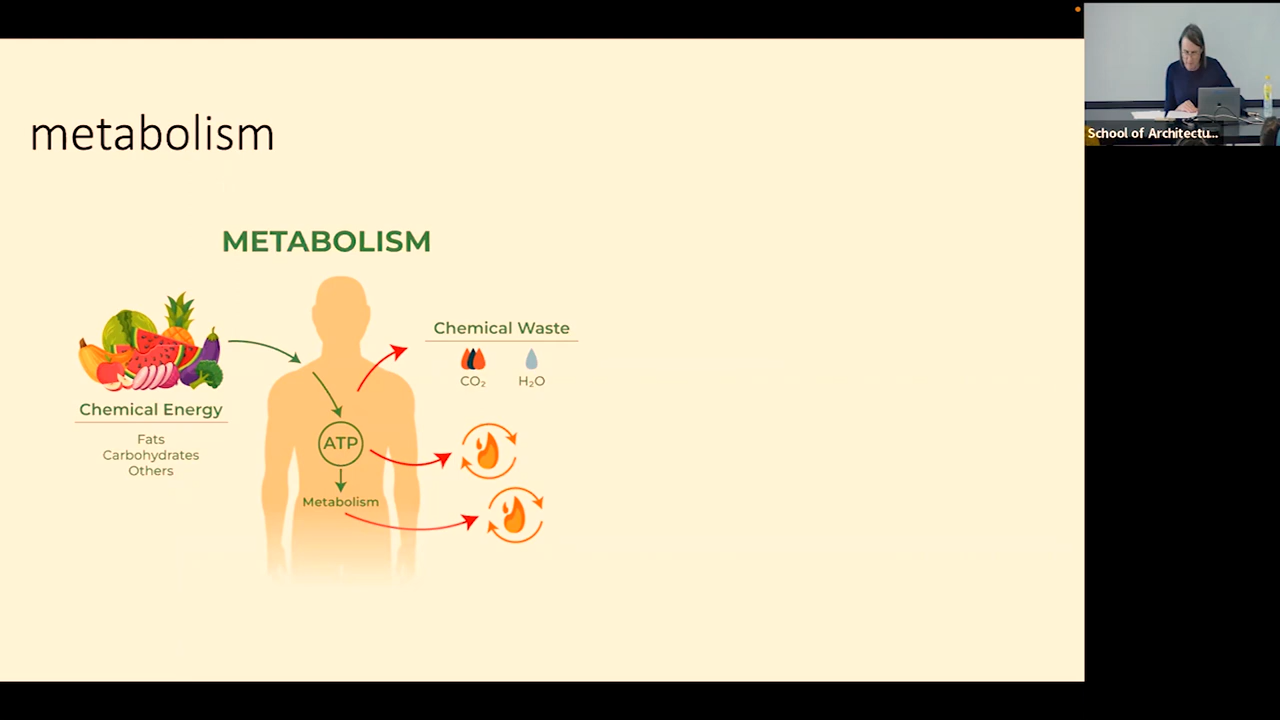 metabolism
METABOLISM
Chemical Energy
Fats
Carbohydrates
Others
ATP
Metabolism
Chemical Waste
CO₂
H₂O
School of Architectu...